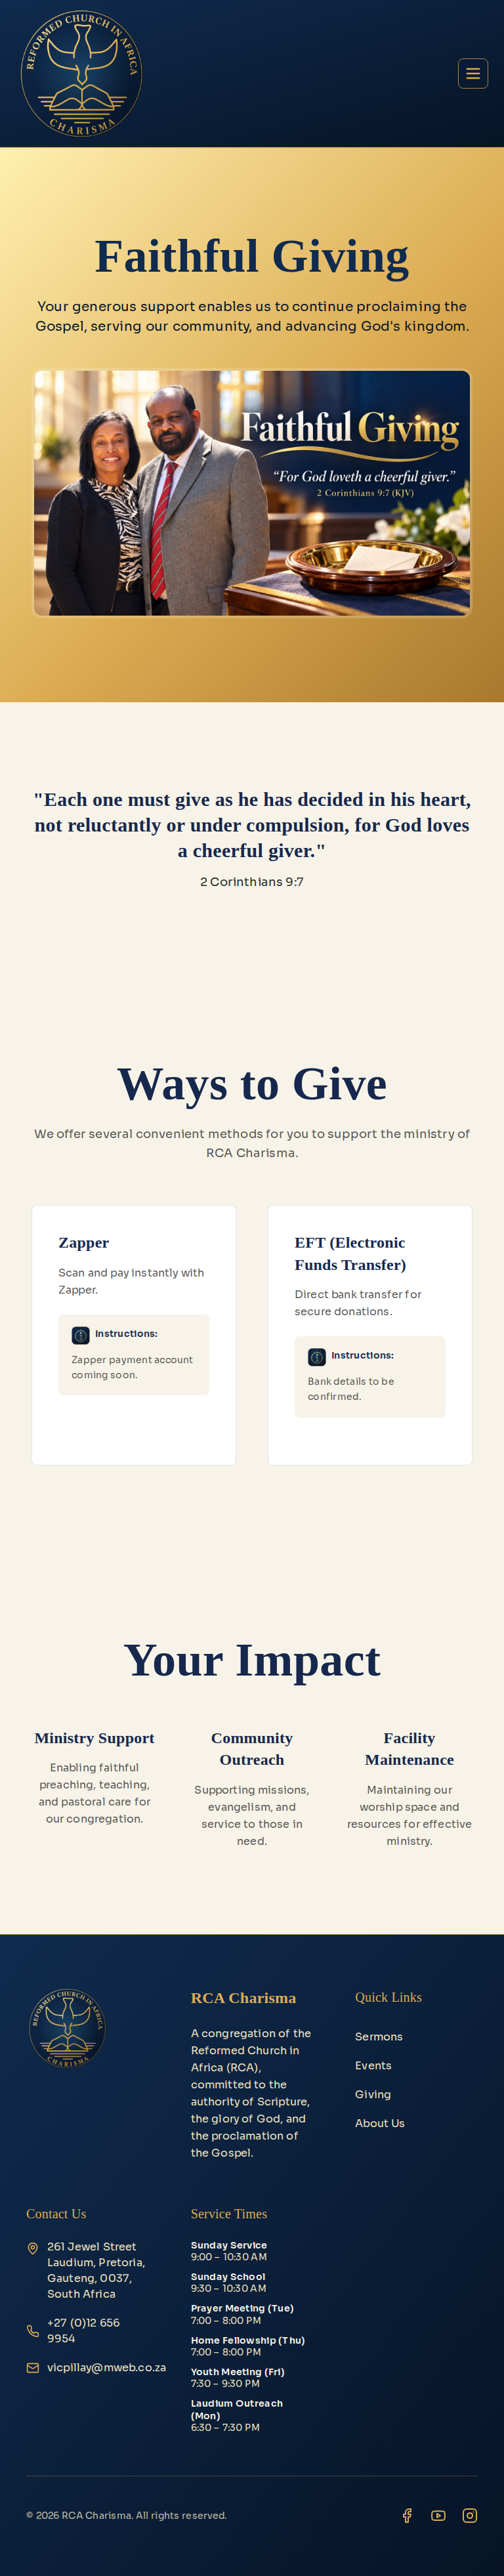 REFORMED CHURCH IN AFRICA
CHARISMA
Faithful Giving
Your generous support enables us to continue proclaiming the
Gospel, serving our community, and advancing God's kingdom.
Faithful Giving
“For God loveth a cheerful giver.”
2 Corinthians 9:7 (KJV)
"Each one must give as he has decided in his heart,
not reluctantly or under compulsion, for God loves
a cheerful giver."
2 Corinthians 9:7
Ways to Give
We offer several convenient methods for you to support the ministry of
RCA Charisma.
Zapper
Scan and pay instantly with
Zapper.
Instructions:
Zapper payment account
coming soon.
EFT (Electronic
Funds Transfer)
Direct bank transfer for
secure donations.
Instructions:
Bank details to be
confirmed.
Your Impact
Ministry Support
Enabling faithful
preaching, teaching,
and pastoral care for
our congregation.
Community
Outreach
Supporting missions,
evangelism, and
service to those in
need.
Facility
Maintenance
Maintaining our
worship space and
resources for effective
ministry.
REFORMED CHURCH IN AFRICA
CHARISMA
RCA Charisma
A congregation of the
Reformed Church in
Africa (RCA),
committed to the
authority of Scripture,
the glory of God, and
the proclamation of
the Gospel.
Quick Links
Sermons
Events
Giving
About Us
Contact Us
261 Jewel Street
Laudium, Pretoria,
Gauteng, 0037,
South Africa
+27 (0)12 656
9954
vicpillay@mweb.co.za
Service Times
Sunday Service
9:00 – 10:30 AM
Sunday School
9:30 – 10:30 AM
Prayer Meeting (Tue)
7:00 – 8:00 PM
Home Fellowship (Thu)
7:00 – 8:00 PM
Youth Meeting (Fri)
7:30 – 9:30 PM
Laudium Outreach
(Mon)
6:30 – 7:30 PM
© 2026 RCA Charisma. All rights reserved.